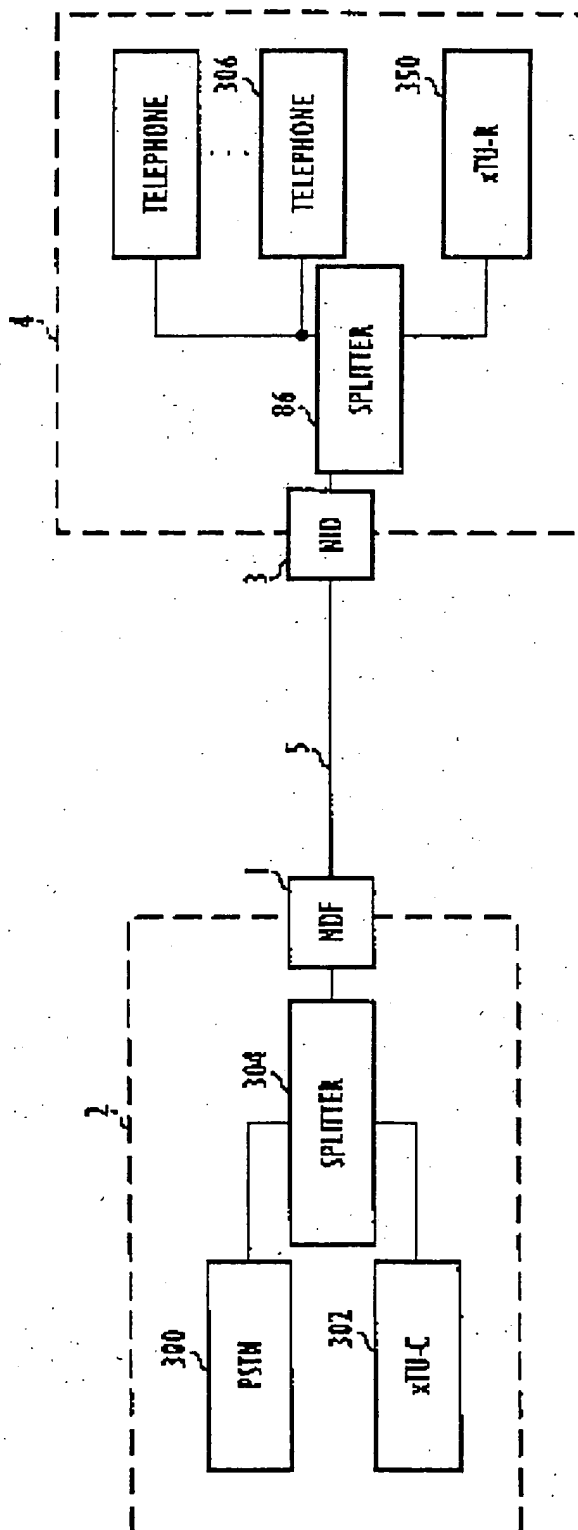 2
300
PSTN
302
xTU-C
304
SPLITTER
1
MDF
5
3
NID
4
86
SPLITTER
TELEPHONE
306
TELEPHONE
350
xTU-R